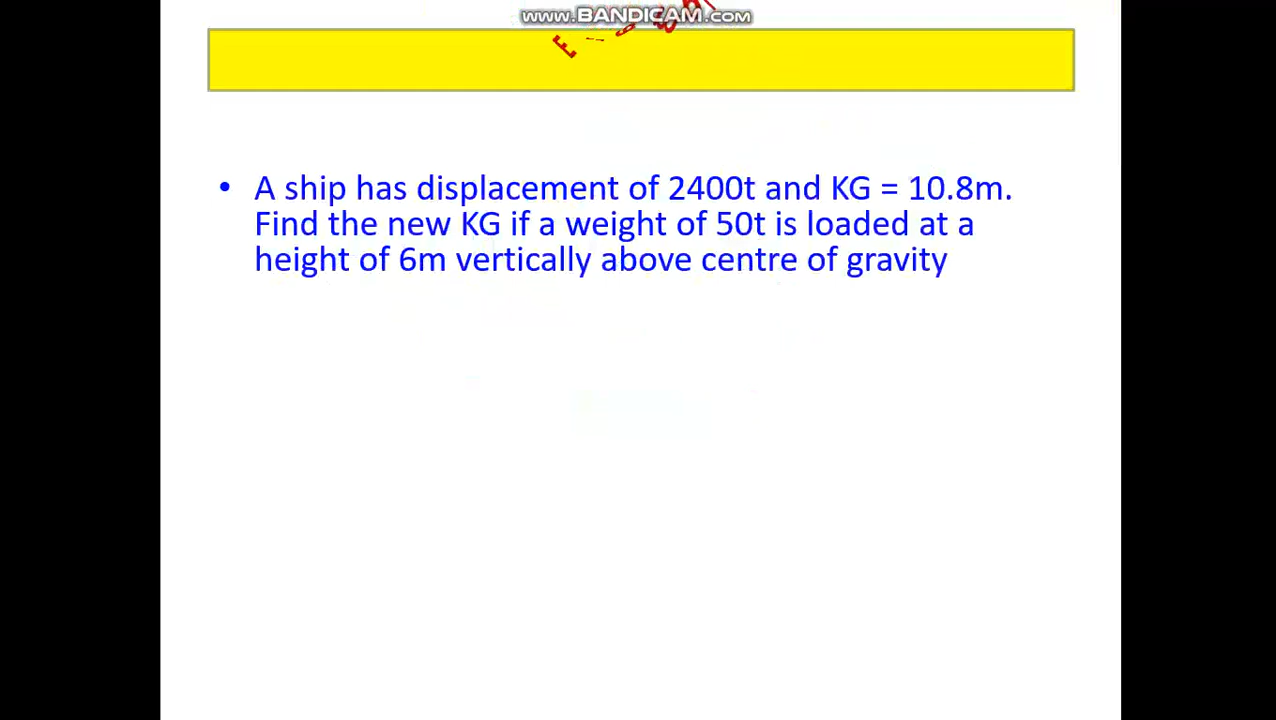 www.BANDICAM.com
E
• A ship has displacement of 2400t and KG = 10.8m.
Find the new KG if a weight of 50t is loaded at a
height of 6m vertically above centre of gravity